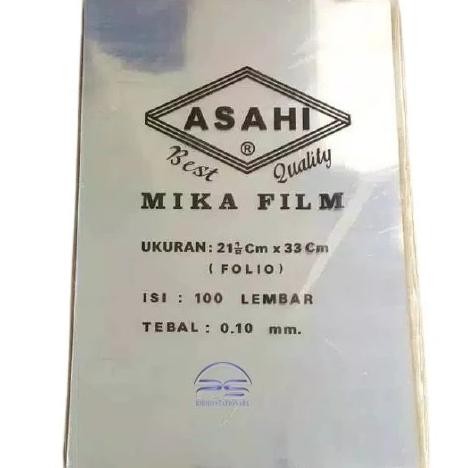 ASAHI
®
Best Quality
MIKA FILM
UKURAN: 21½ Cm x 33 Cm
( FOLIO )
ISI : 100 LEMBAR
TEBAL : 0.10 mm.